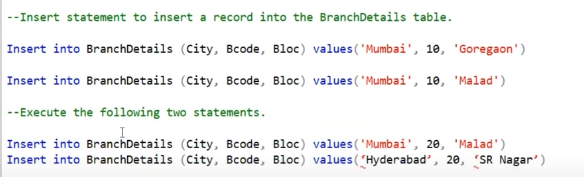 --Insert statement to insert a record into the BranchDetails table.
Insert into BranchDetails (City, Bcode, Bloc) values('Mumbai', 10, 'Goregaon')
Insert into BranchDetails (City, Bcode, Bloc) values('Mumbai', 10, 'Malad')
--Execute the following two statements.
Insert into BranchDetails (City, Bcode, Bloc) values('Mumbai', 20, 'Malad')
Insert into BranchDetails (City, Bcode, Bloc) values(‘Hyderabad’, 20, ‘SR Nagar’)